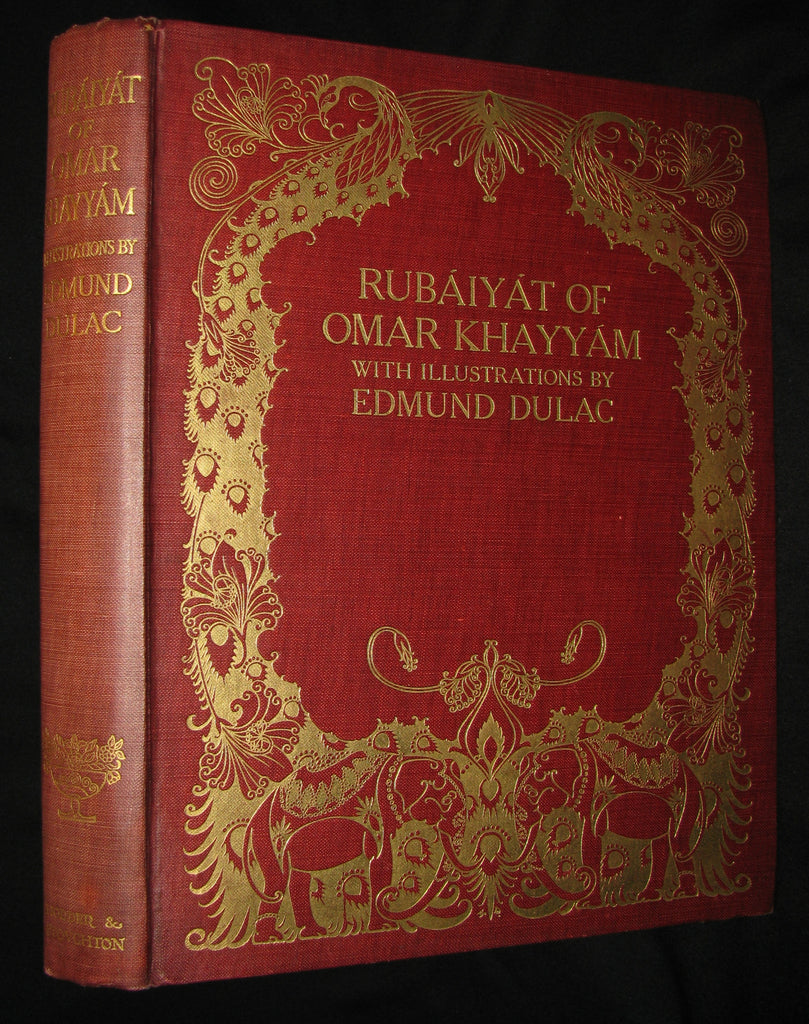 RUBÁIYÁT OF
OMAR KHAYYÁM
WITH ILLUSTRATIONS BY
EDMUND DULAC
RUBÁIYÁT
OF
OMAR
KHAYYÁM
ILLUSTRATIONS BY
EDMUND
DULAC
&